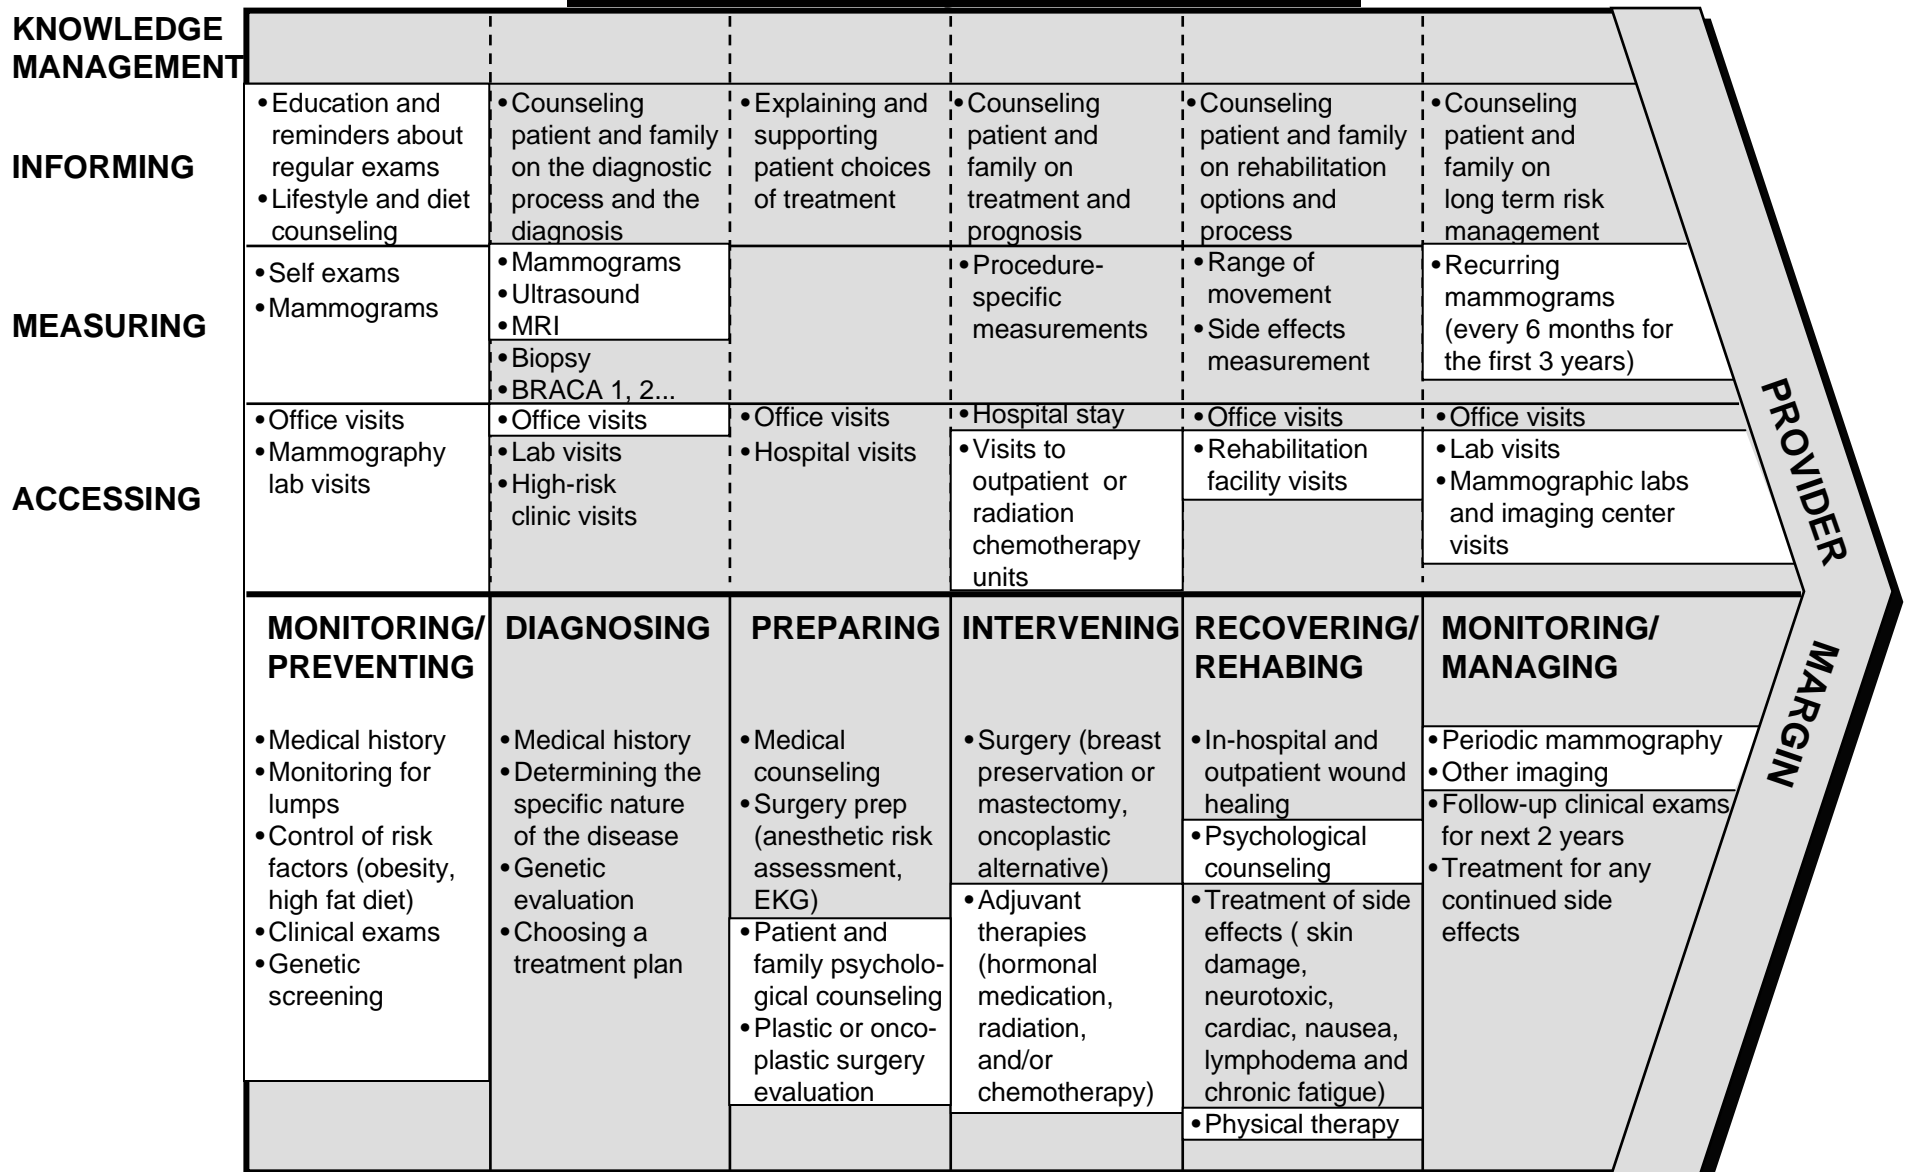 KNOWLEDGE
MANAGEMENT
INFORMING
• Education and
reminders about
regular exams
• Lifestyle and diet
counseling
• Counseling
patient and family
on the diagnostic
process and the
diagnosis
• Explaining and
supporting
patient choices
of treatment
• Counseling
patient and
family on
treatment and
prognosis
• Counseling
patient and family
on rehabilitation
options and
process
• Counseling
patient and
family on
long term risk
management
MEASURING
• Self exams
• Mammograms
• Mammograms
• Ultrasound
• MRI
• Biopsy
• BRACA 1, 2...
• Procedure-
specific
measurements
• Range of
movement
• Side effects
measurement
• Recurring
mammograms
(every 6 months for
the first 3 years)
ACCESSING
• Office visits
• Mammography
lab visits
• Office visits
• Lab visits
• High-risk
clinic visits
• Office visits
• Hospital visits
• Hospital stay
• Visits to
outpatient or
radiation
chemotherapy
units
• Office visits
• Rehabilitation
facility visits
• Office visits
• Lab visits
• Mammographic labs
and imaging center
visits
MONITORING/
PREVENTING
• Medical history
• Monitoring for
lumps
• Control of risk
factors (obesity,
high fat diet)
• Clinical exams
• Genetic
screening
DIAGNOSING
• Medical history
• Determining the
specific nature
of the disease
• Genetic
evaluation
• Choosing a
treatment plan
PREPARING
• Medical
counseling
• Surgery prep
(anesthetic risk
assessment,
EKG)
• Patient and
family psycholo-
gical counseling
• Plastic or onco-
plastic surgery
evaluation
INTERVENING
• Surgery (breast
preservation or
mastectomy,
oncoplastic
alternative)
• Adjuvant
therapies
(hormonal
medication,
radiation,
and/or
chemotherapy)
RECOVERING/
REHABING
• In-hospital and
outpatient wound
healing
• Psychological
counseling
• Treatment of side
effects ( skin
damage,
neurotoxic,
cardiac, nausea,
lymphodema and
chronic fatigue)
• Physical therapy
MONITORING/
MANAGING
• Periodic mammography
• Other imaging
• Follow-up clinical exams
for next 2 years
• Treatment for any
continued side
effects
PROVIDER
MARGIN